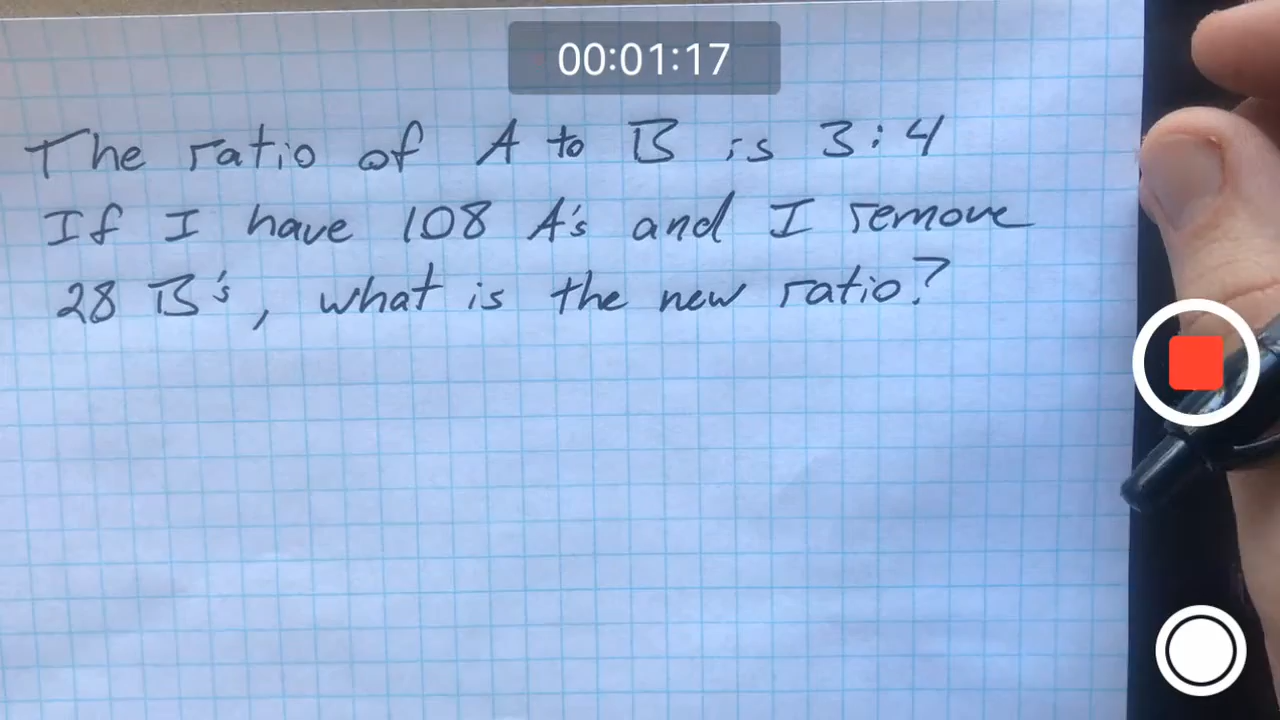 00:01:17
The ratio of A to B is 3:4
If I have 108 A's and I remove
28 B's, what is the new ratio?